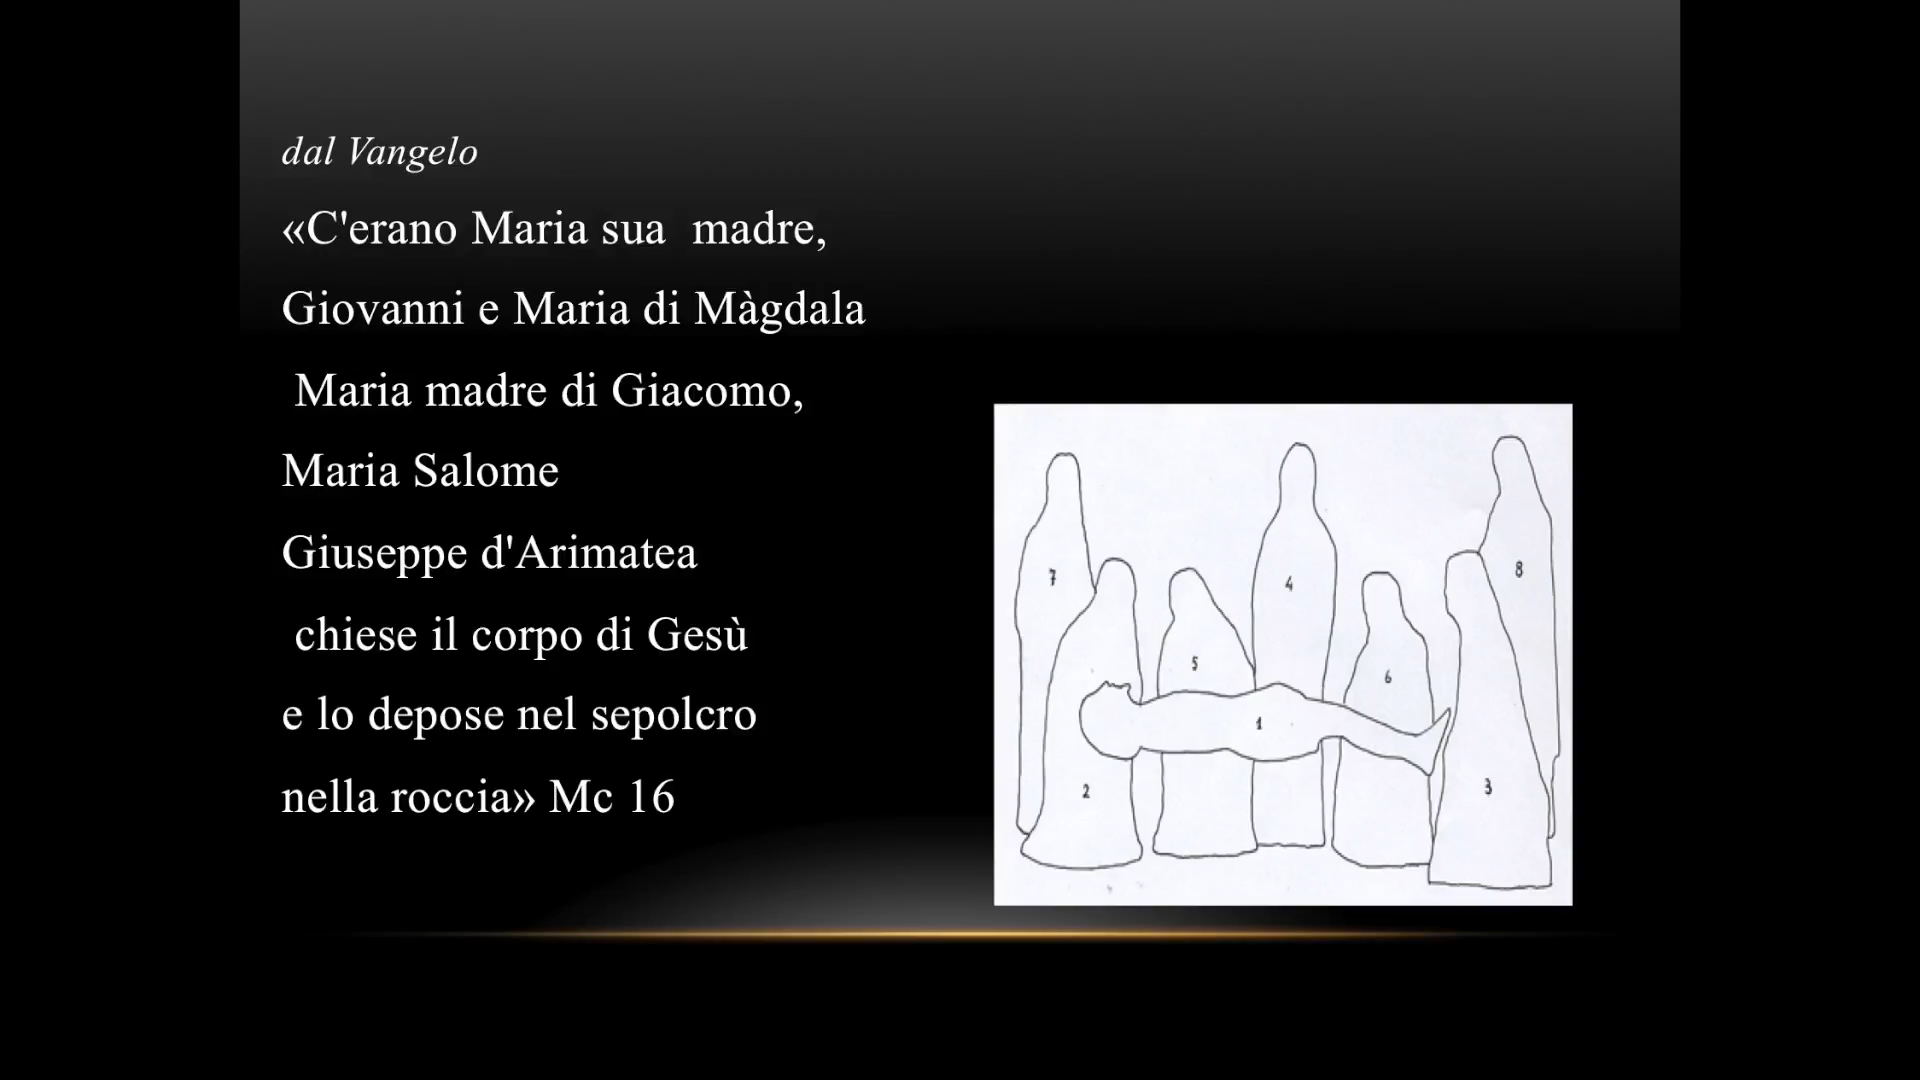 dal Vangelo
«C'erano Maria sua  madre,
Giovanni e Maria di Màgdala
Maria madre di Giacomo,
Maria Salome
Giuseppe d'Arimatea
chiese il corpo di Gesù
e lo depose nel sepolcro
nella roccia» Mc 16
7
4
8
5
6
1
2
3